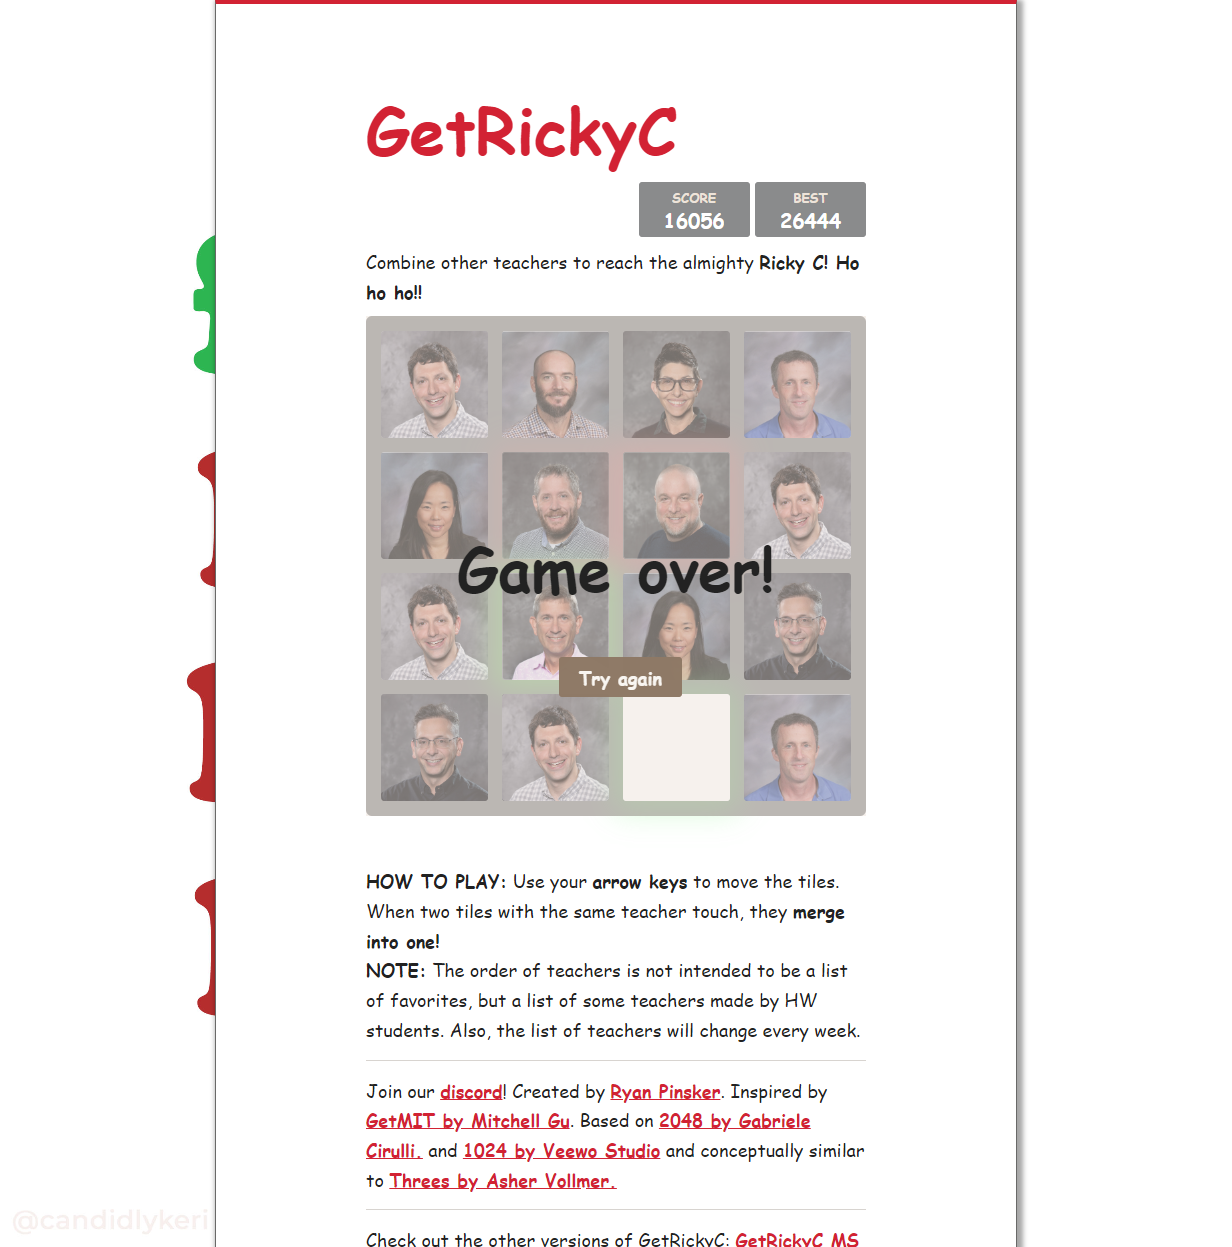 GetRickyC
SCORE
16056
BEST
26444
Combine other teachers to reach the almighty Ricky C! Ho
ho ho!!
Game over!
Try again
HOW TO PLAY: Use your arrow keys to move the tiles.
When two tiles with the same teacher touch, they merge
into one!
NOTE: The order of teachers is not intended to be a list
of favorites, but a list of some teachers made by HW
students. Also, the list of teachers will change every week.
Join our discord! Created by Ryan Pinsker. Inspired by
GetMIT by Mitchell Gu. Based on 2048 by Gabriele
Cirulli. and 1024 by Veewo Studio and conceptually similar
to Threes by Asher Vollmer.
@candidlykeri
Check out the other versions of GetRickyC: GetRickyC MS